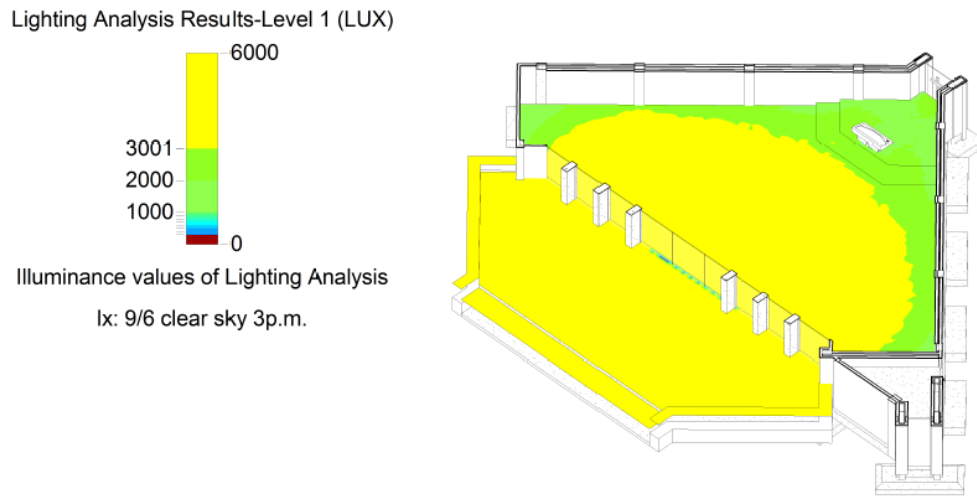 Lighting Analysis Results-Level 1 (LUX)
6000
3001
2000
1000
0
Illuminance values of Lighting Analysis
lx: 9/6 clear sky 3p.m.